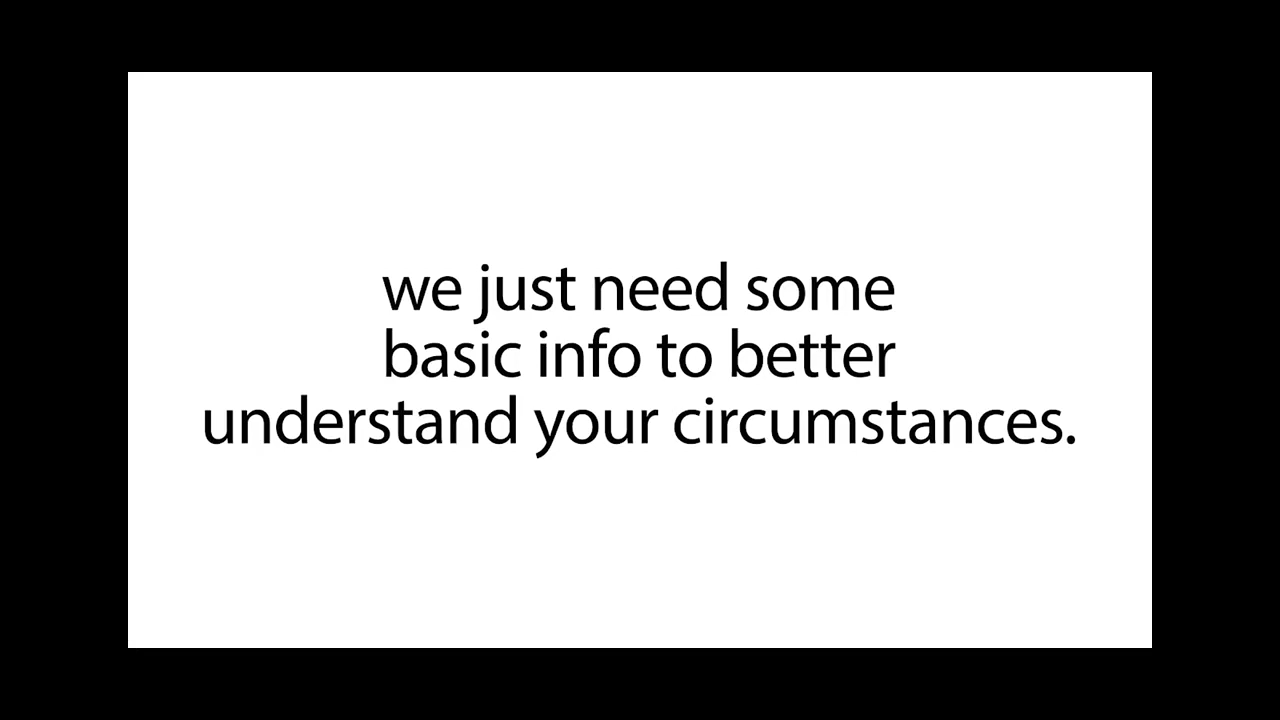 we just need some
basic info to better
understand your circumstances.